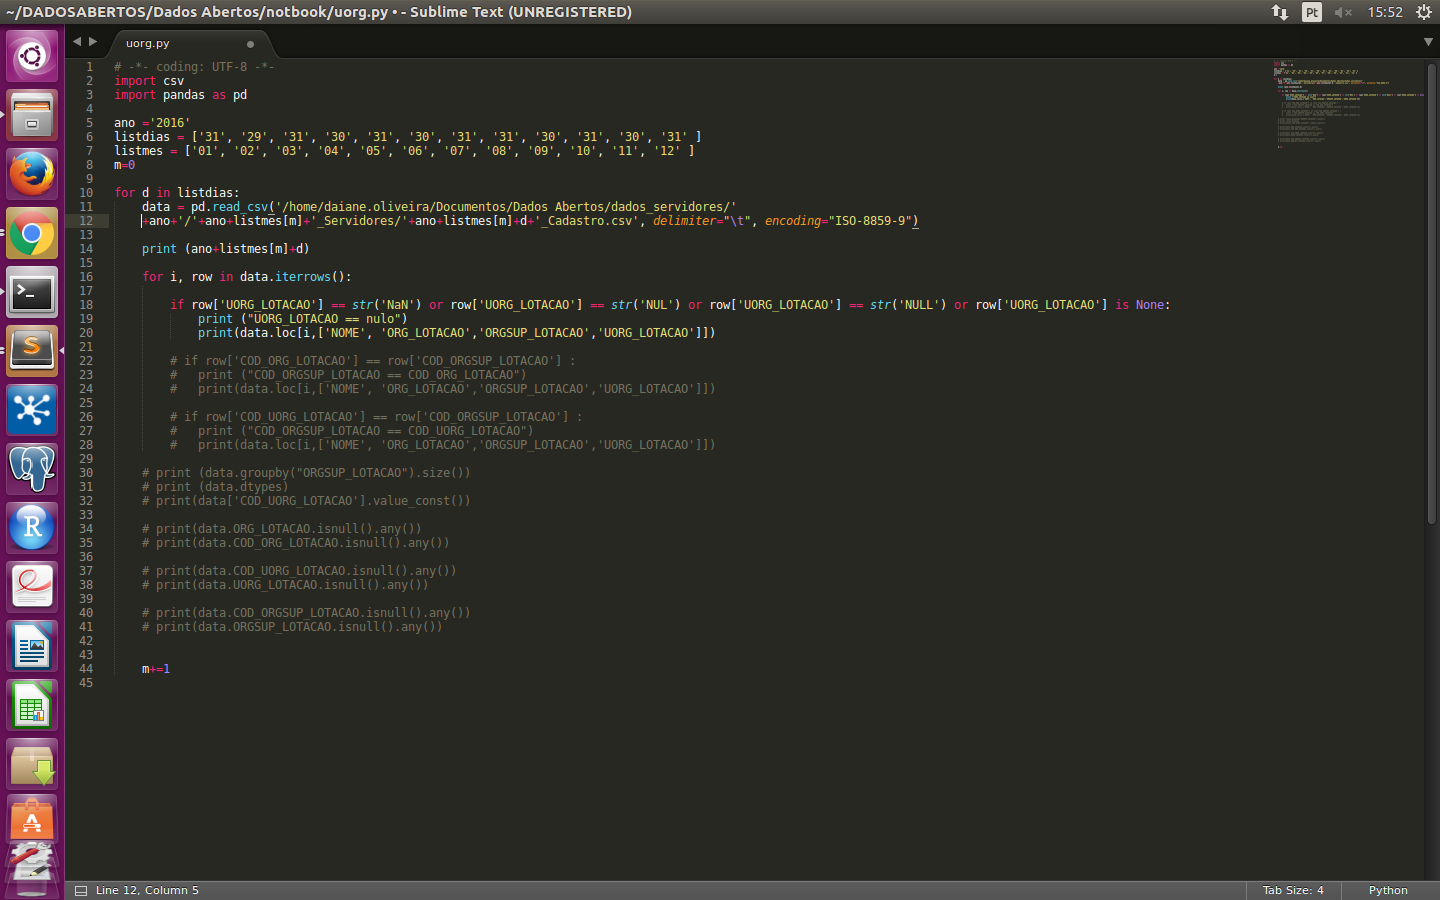 ~/DADOSABERTOS/Dados Abertos/notbook/uorg.py • - Sublime Text (UNREGISTERED)
Pt
15:52
uorg.py
1 # -*- coding: UTF-8 -*-
2 import csv
3 import pandas as pd
4
5 ano ='2016'
6 listdias = ['31', '29', '31', '30', '31', '30', '31', '31', '30', '31', '30', '31' ]
7 listmes = ['01', '02', '03', '04', '05', '06', '07', '08', '09', '10', '11', '12' ]
8 m=0
9
10 for d in listdias:
11     data = pd.read_csv('/home/daiane.oliveira/Documentos/Dados Abertos/dados_servidores/'
12     +ano+'/'+ano+listmes[m]+'_Servidores/'+ano+listmes[m]+d+'_Cadastro.csv', delimiter="\t", encoding="ISO-8859-9")
13
14     print (ano+listmes[m]+d)
15
16     for i, row in data.iterrows():
17
18         if row['UORG_LOTACAO'] == str('NaN') or row['UORG_LOTACAO'] == str('NUL') or row['UORG_LOTACAO'] == str('NULL') or row['UORG_LOTACAO'] is None:
19             print ("UORG_LOTACAO == nulo")
20             print(data.loc[i,['NOME', 'ORG_LOTACAO','ORGSUP_LOTACAO','UORG_LOTACAO']])
21
22         # if row['COD_ORG_LOTACAO'] == row['COD_ORGSUP_LOTACAO'] :
23         #   print ("COD_ORGSUP_LOTACAO == COD_ORG_LOTACAO")
24         #   print(data.loc[i,['NOME', 'ORG_LOTACAO','ORGSUP_LOTACAO','UORG_LOTACAO']])
25
26         # if row['COD_UORG_LOTACAO'] == row['COD_ORGSUP_LOTACAO'] :
27         #   print ("COD_ORGSUP_LOTACAO == COD_UORG_LOTACAO")
28         #   print(data.loc[i,['NOME', 'ORG_LOTACAO','ORGSUP_LOTACAO','UORG_LOTACAO']])
29
30     # print (data.groupby("ORGSUP_LOTACAO").size())
31     # print (data.dtypes)
32     # print(data['COD_UORG_LOTACAO'].value_const())
33
34     # print(data.ORG_LOTACAO.isnull().any())
35     # print(data.COD_ORG_LOTACAO.isnull().any())
36
37     # print(data.COD_UORG_LOTACAO.isnull().any())
38     # print(data.UORG_LOTACAO.isnull().any())
39
40     # print(data.COD_ORGSUP_LOTACAO.isnull().any())
41     # print(data.ORGSUP_LOTACAO.isnull().any())
42
43
44     m+=1
45
Line 12, Column 5
Tab Size: 4
Python